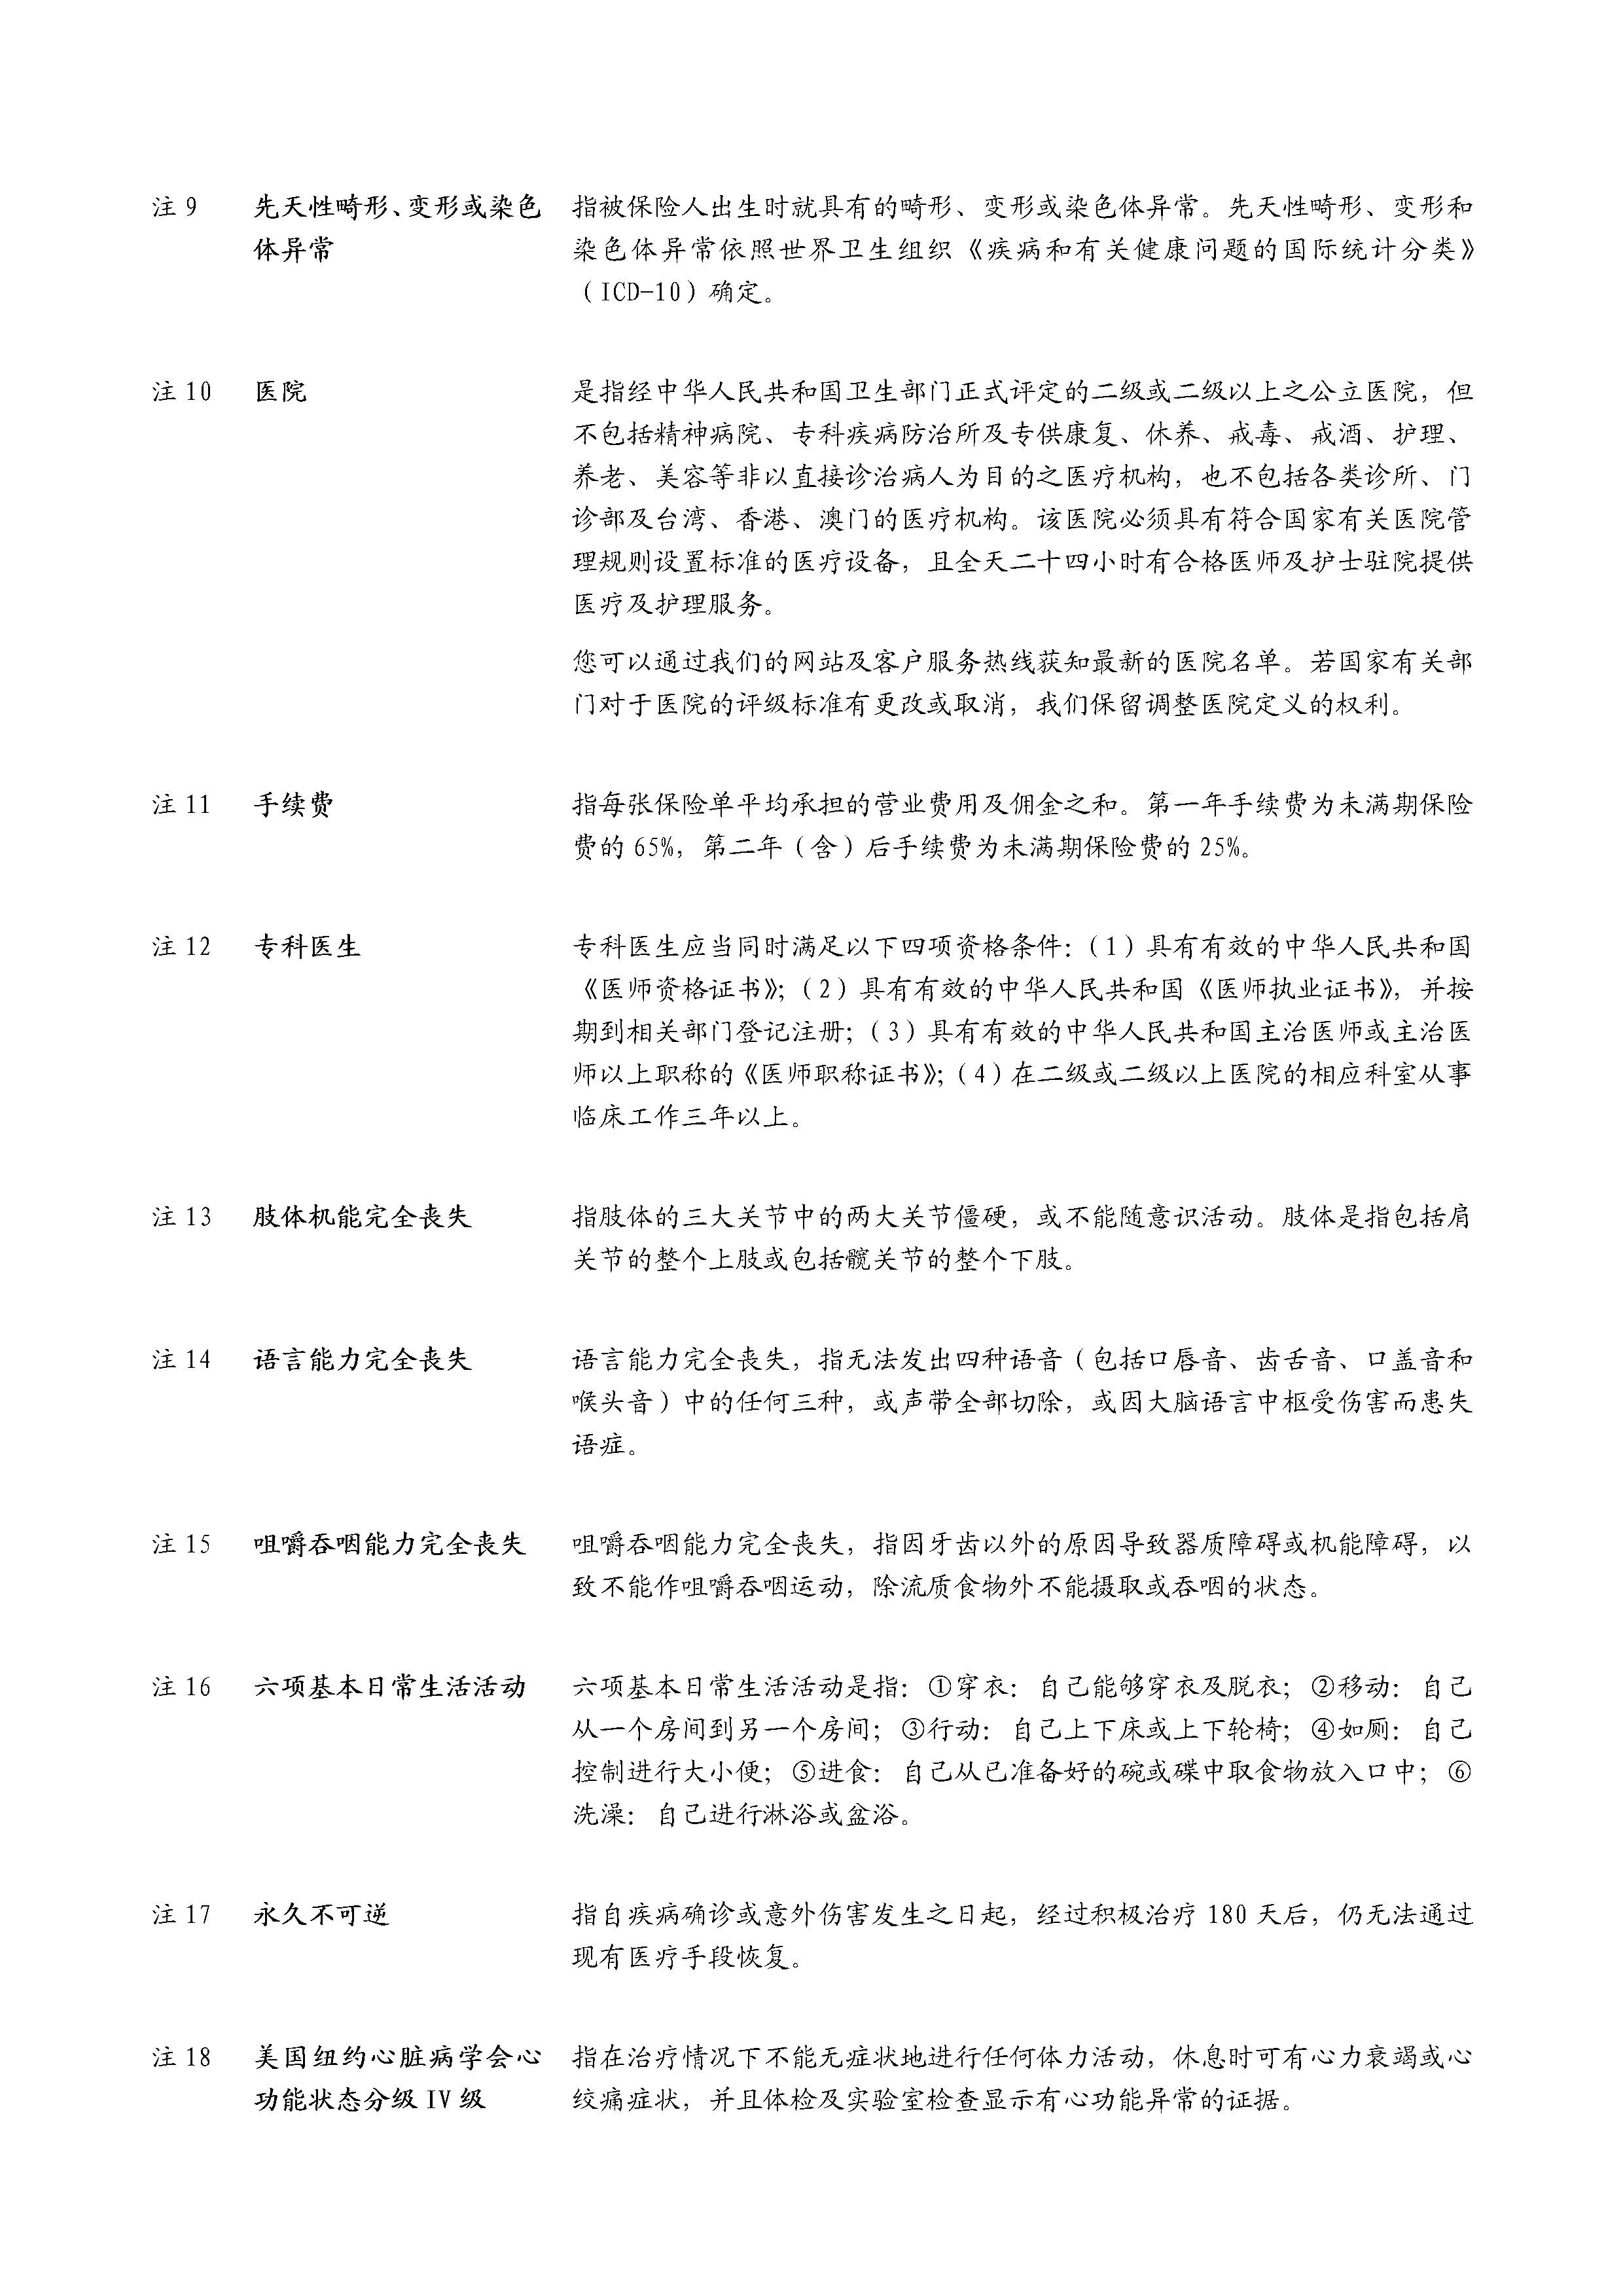 注 9 先天性畸形、变形或染色 指被保险人出生时就具有的畸形、变形或染色体异常。先天性畸形、变形和
体异常 染色体异常依照世界卫生组织《疾病和有关健康问题的国际统计分类》
（ICD-10）确定。
注 10 医院 是指经中华人民共和国卫生部门正式评定的二级或二级以上之公立医院，但
不包括精神病院、专科疾病防治所及专供康复、休养、戒毒、戒酒、护理、
养老、美容等非以直接诊治病人为目的之医疗机构，也不包括各类诊所、门
诊部及台湾、香港、澳门的医疗机构。该医院必须具有符合国家有关医院管
理规则设置标准的医疗设备，且全天二十四小时有合格医师及护士驻院提供
医疗及护理服务。
您可以通过我们的网站及客户服务热线获知最新的医院名单。若国家有关部
门对于医院的评级标准有更改或取消，我们保留调整医院定义的权利。
注 11 手续费 指每张保险单平均承担的营业费用及佣金之和。第一年手续费为未满期保险
费的 65%，第二年（含）后手续费为未满期保险费的 25%。
注 12 专科医生 专科医生应当同时满足以下四项资格条件：（1）具有有效的中华人民共和国
《医师资格证书》；（2）具有有效的中华人民共和国《医师执业证书》，并按
期到相关部门登记注册；（3）具有有效的中华人民共和国主治医师或主治医
师以上职称的《医师职称证书》；（4）在二级或二级以上医院的相应科室从事
临床工作三年以上。
注 13 肢体机能完全丧失 指肢体的三大关节中的两大关节僵硬，或不能随意识活动。肢体是指包括肩
关节的整个上肢或包括髋关节的整个下肢。
注 14 语言能力完全丧失 语言能力完全丧失，指无法发出四种语音（包括口唇音、齿舌音、口盖音和
喉头音）中的任何三种，或声带全部切除，或因大脑语言中枢受伤害而患失
语症。
注 15 咀嚼吞咽能力完全丧失 咀嚼吞咽能力完全丧失，指因牙齿以外的原因导致器质障碍或机能障碍，以
致不能作咀嚼吞咽运动，除流质食物外不能摄取或吞咽的状态。
注 16 六项基本日常生活活动 六项基本日常生活活动是指：①穿衣：自己能够穿衣及脱衣；②移动：自己
从一个房间到另一个房间；③行动：自己上下床或上下轮椅；④如厕：自己
控制进行大小便；⑤进食：自己从已准备好的碗或碟中取食物放入口中；⑥
洗澡：自己进行淋浴或盆浴。
注 17 永久不可逆 指自疾病确诊或意外伤害发生之日起，经过积极治疗 180 天后，仍无法通过
现有医疗手段恢复。
注 18 美国纽约心脏病学会心 指在治疗情况下不能无症状地进行任何体力活动，休息时可有心力衰竭或心
功能状态分级 IV 级 绞痛症状，并且体检及实验室检查显示有心功能异常的证据。